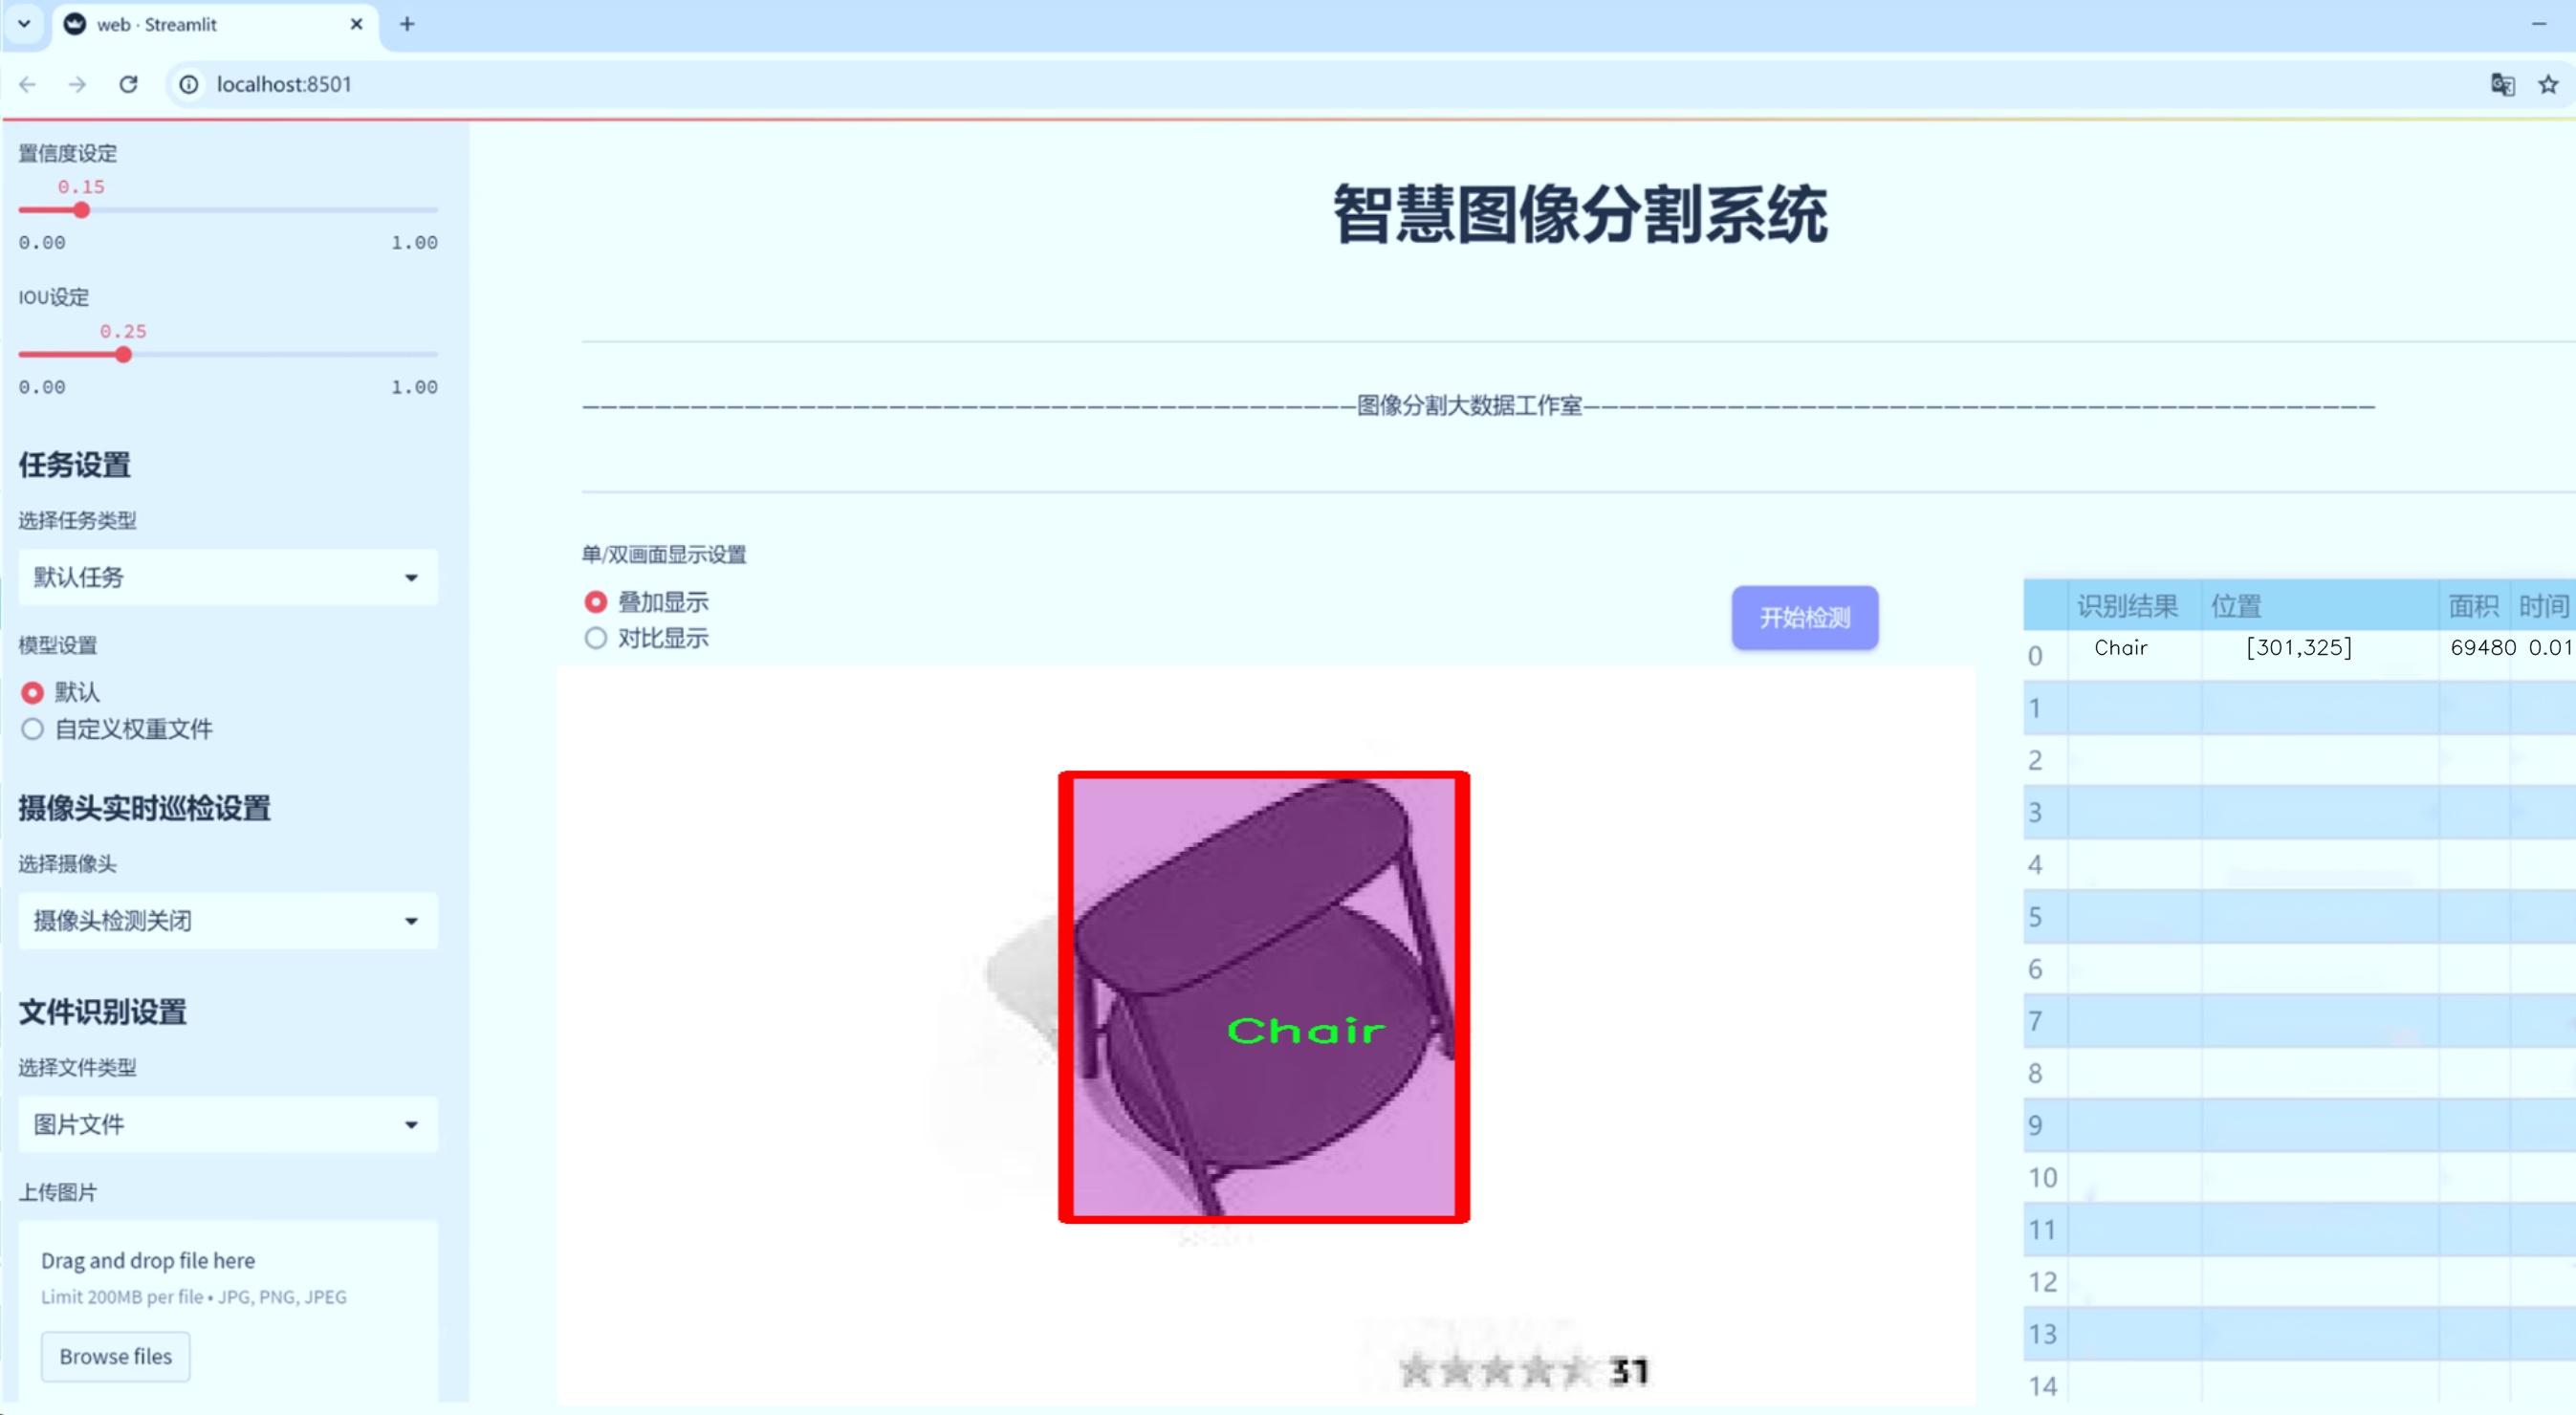 web · Streamlit
localhost:8501
置信度设定
0.15
0.00 1.00
IOU设定
0.25
0.00 1.00
任务设置
选择任务类型
默认任务
模型设置
默认
自定义权重文件
摄像头实时巡检设置
选择摄像头
摄像头检测关闭
文件识别设置
选择文件类型
图片文件
上传图片
Drag and drop file here
Limit 200MB per file • JPG, PNG, JPEG
Browse files
智慧图像分割系统
图像分割大数据工作室
单/双画面显示设置
叠加显示
对比显示
开始检测
Chair
31
识别结果 位置 面积 时间
0 Chair [301,325] 69480 0.01
1
2
3
4
5
6
7
8
9
10
11
12
13
14